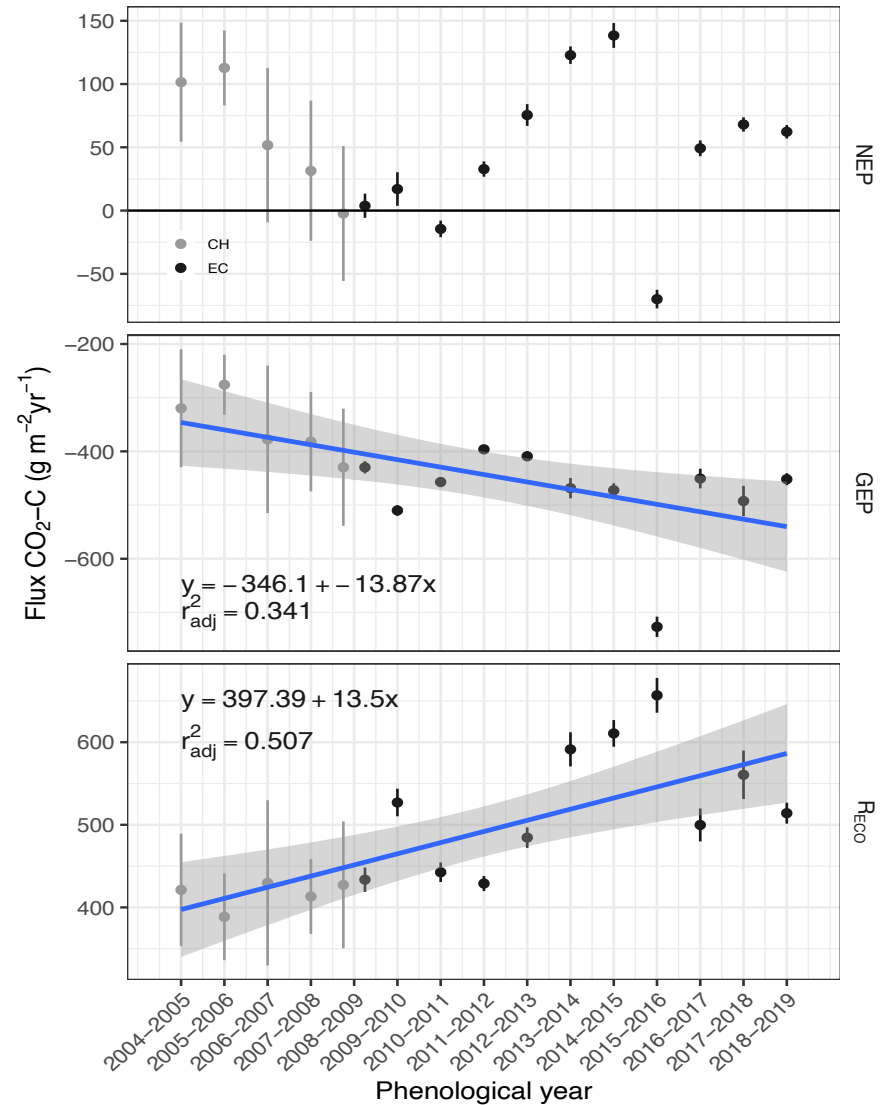 150
100
50
0
−50
CH
EC
NEP
−200
−400
−600
y = − 346.1 + − 13.87x
r²adj = 0.341
GEP
Flux CO₂−C (g m⁻²yr⁻¹)
600
400
y = 397.39 + 13.5x
r²adj = 0.507
RECO
2004−2005
2005−2006
2006−2007
2007−2008
2008−2009
2009−2010
2010−2011
2011−2012
2012−2013
2013−2014
2014−2015
2015−2016
2016−2017
2017−2018
2018−2019
Phenological year